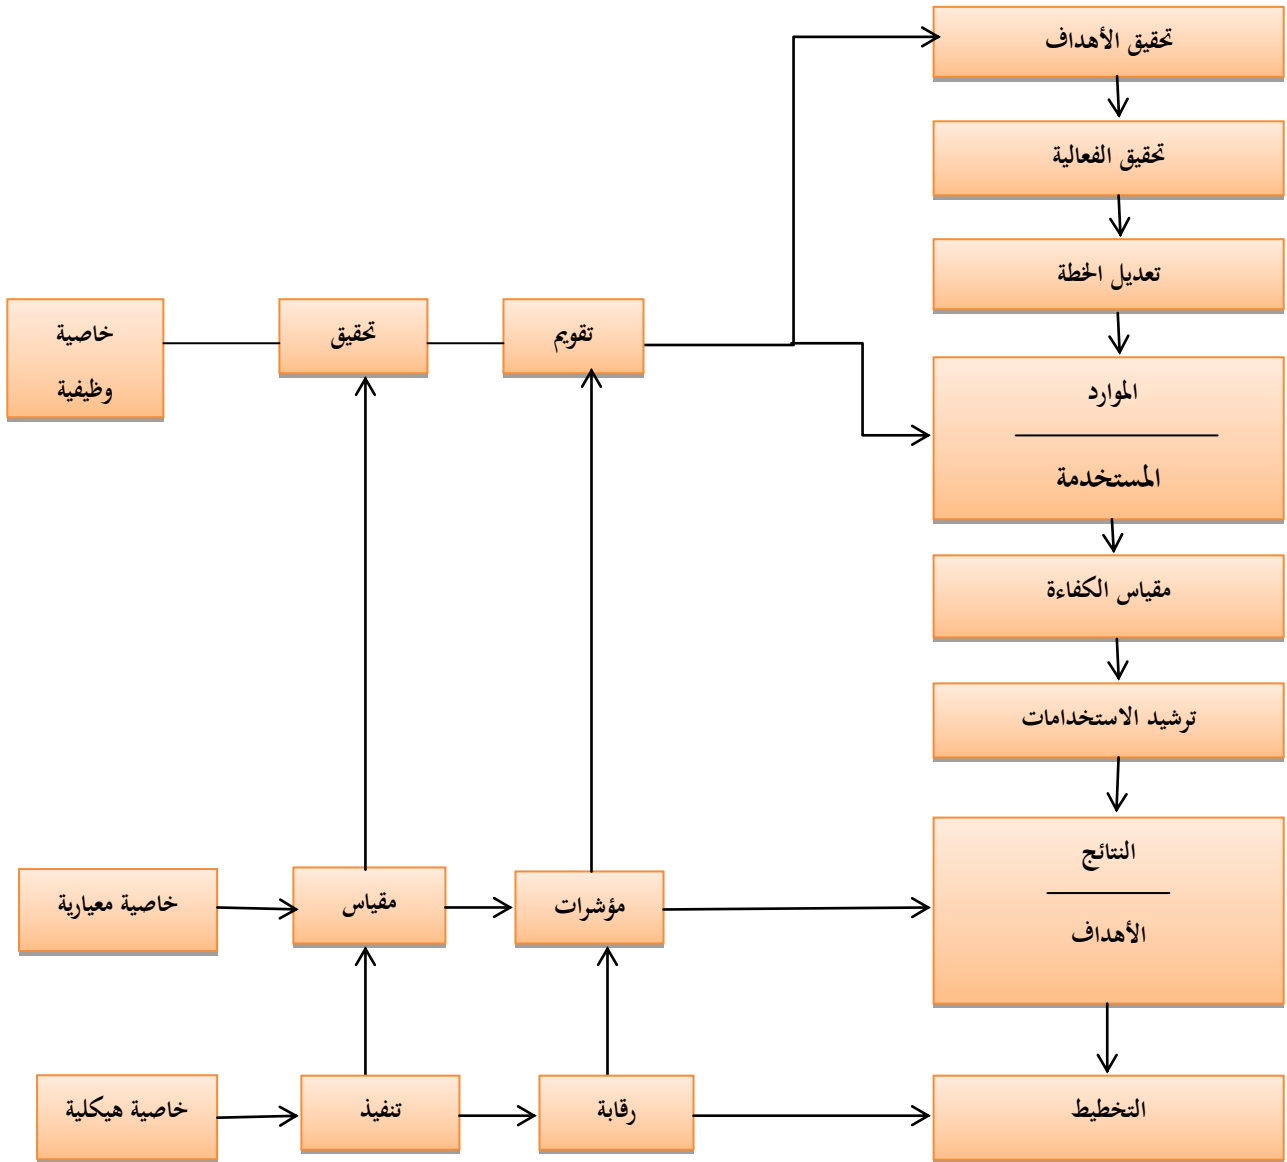 تحقيق الأهداف
تحقيق الفعالية
تعديل الخطة
الموارد
المستخدمة
مقياس الكفاءة
ترشيد الاستخدامات
النتائج
الأهداف
التخطيط
تقويم
تحقيق
خاصية
وظيفية
مؤشرات
مقياس
خاصية معيارية
رقابة
تنفيذ
خاصية هيكلية